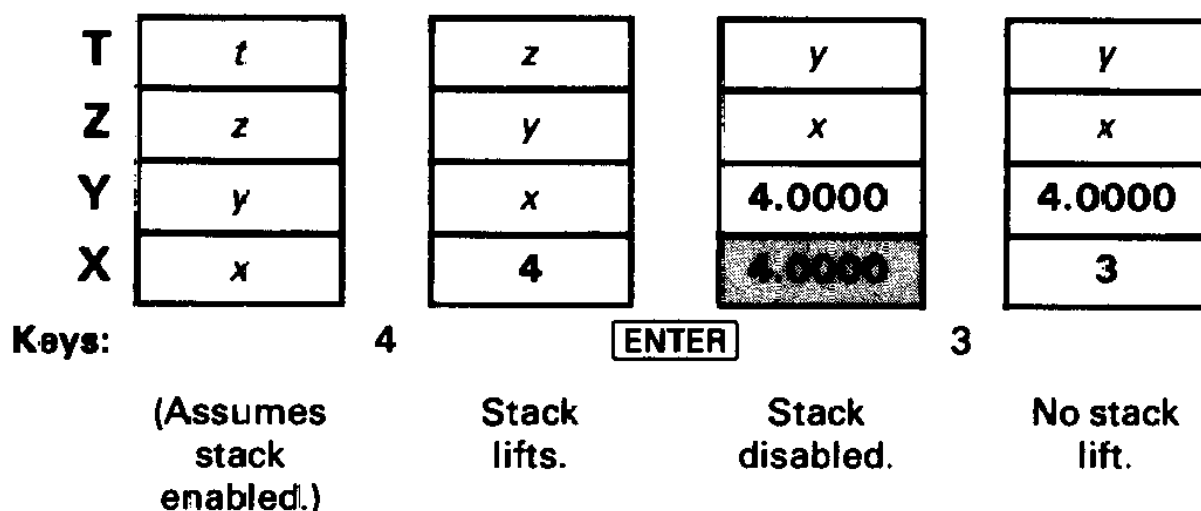 T t z y y
Z z y x x
Y y x 4.0000 4.0000
X x 4 4.0000 3
Keys: 4 ENTER 3
(Assumes Stack Stack No stack
stack lifts. disabled. lift.
enabled.)